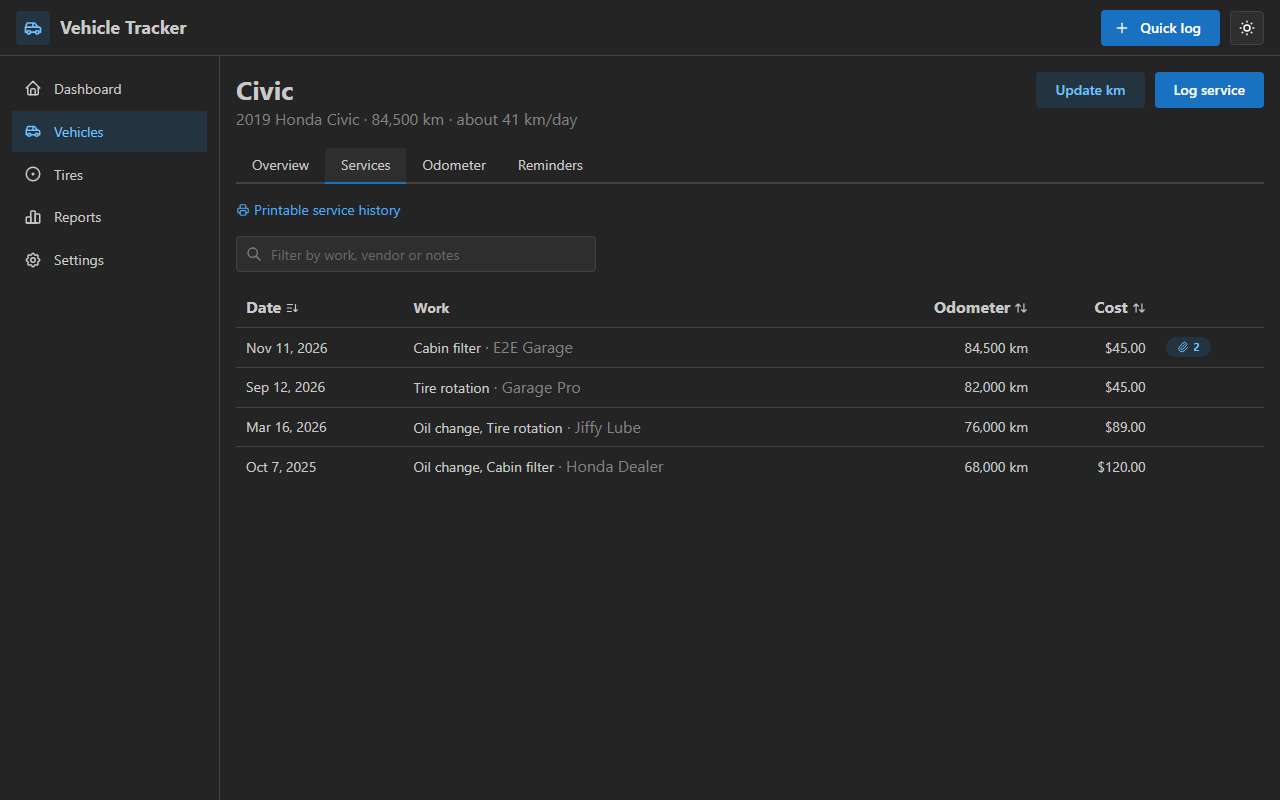 Vehicle Tracker
Quick log
Dashboard
Vehicles
Tires
Reports
Settings
Civic
2019 Honda Civic · 84,500 km · about 41 km/day
Update km
Log service
Overview
Services
Odometer
Reminders
Printable service history
Filter by work, vendor or notes
Date Work Odometer Cost
Nov 11, 2026 Cabin filter · E2E Garage 84,500 km $45.00 2
Sep 12, 2026 Tire rotation · Garage Pro 82,000 km $45.00
Mar 16, 2026 Oil change, Tire rotation · Jiffy Lube 76,000 km $89.00
Oct 7, 2025 Oil change, Cabin filter · Honda Dealer 68,000 km $120.00